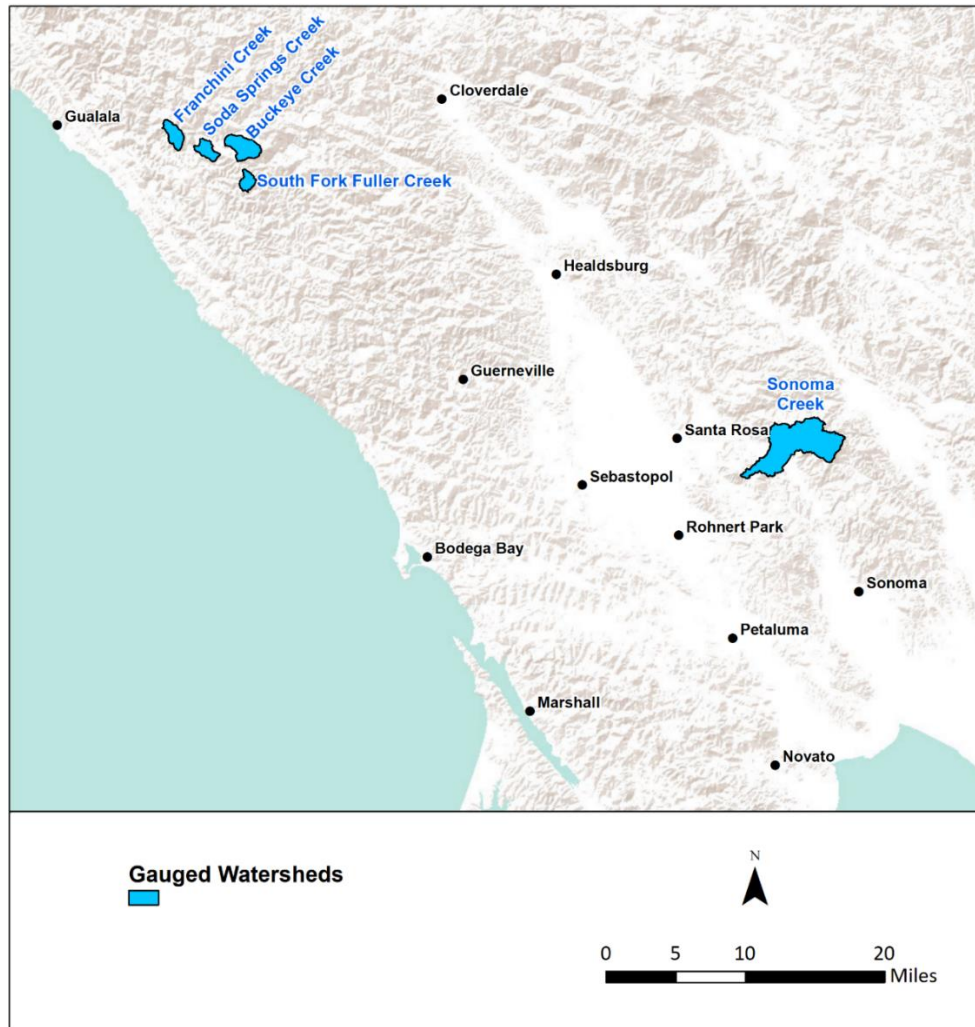 Franchini Creek
Soda Springs Creek
Buckeye Creek
Cloverdale
Gualala
South Fork Fuller Creek
Healdsburg
Guerneville
Sonoma
Creek
Santa Rosa
Sebastopol
Rohnert Park
Bodega Bay
Sonoma
Petaluma
Marshall
Novato
Gauged Watersheds
N
0 5 10 20
Miles